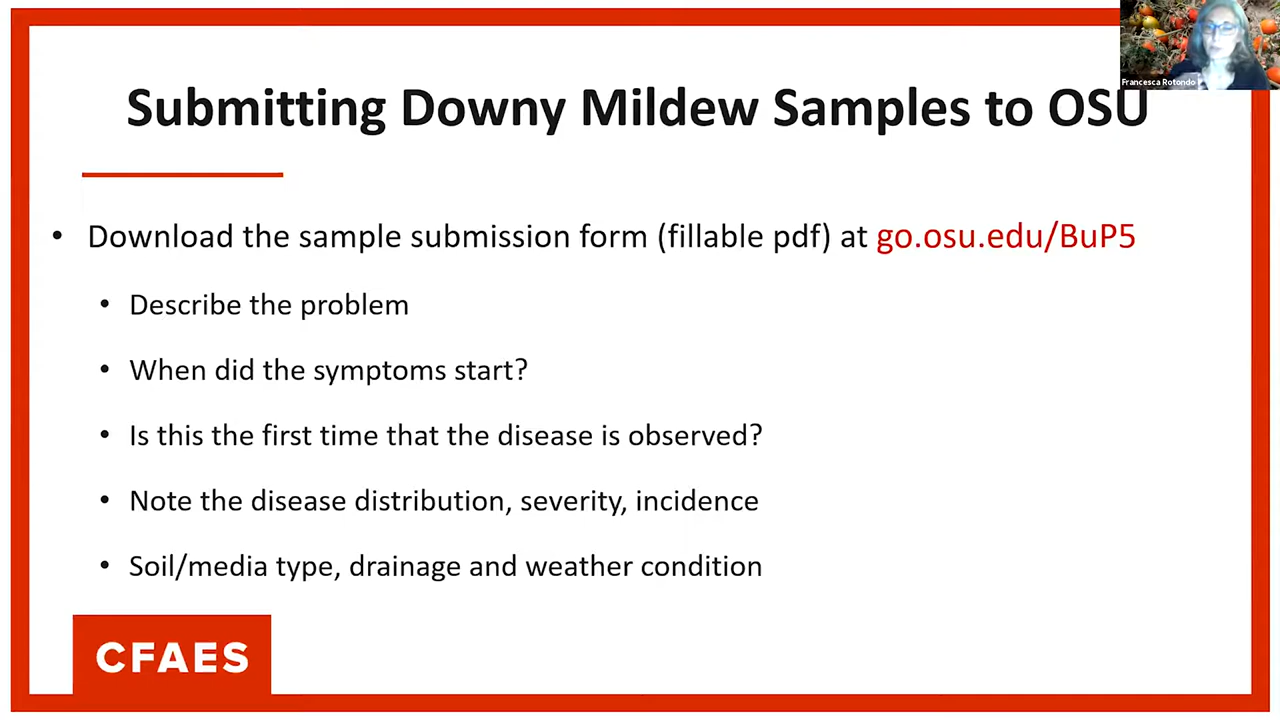 Francesca Rotondo
Submitting Downy Mildew Samples to OSU
• Download the sample submission form (fillable pdf) at go.osu.edu/BuP5
• Describe the problem
• When did the symptoms start?
• Is this the first time that the disease is observed?
• Note the disease distribution, severity, incidence
• Soil/media type, drainage and weather condition
CFAES